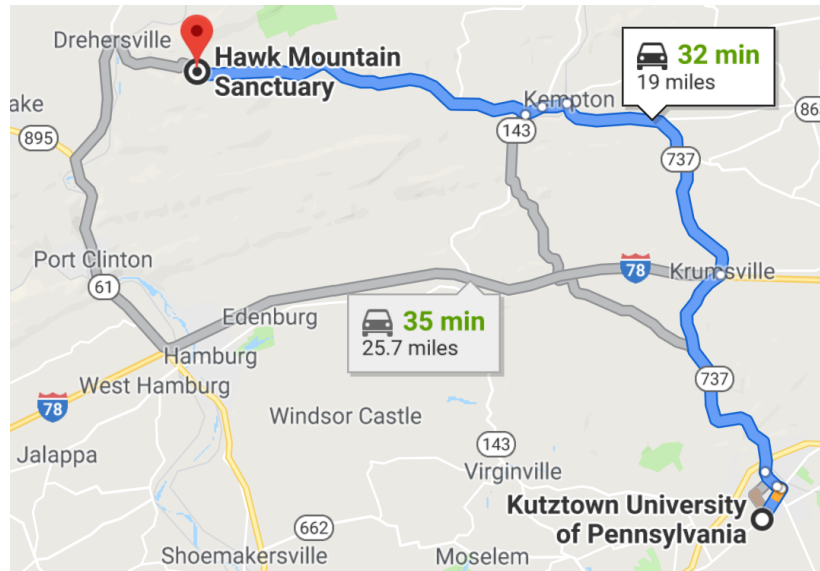 Drehersville
Hawk Mountain
Sanctuary
32 min
19 miles
Kempton
ake
895
143
737
Port Clinton
61
78
Krumsville
Edenburg
35 min
25.7 miles
Hamburg
West Hamburg
737
78
Windsor Castle
Jalappa
143
Virginville
Kutztown University
of Pennsylvania
662
Shoemakersville
Moselem